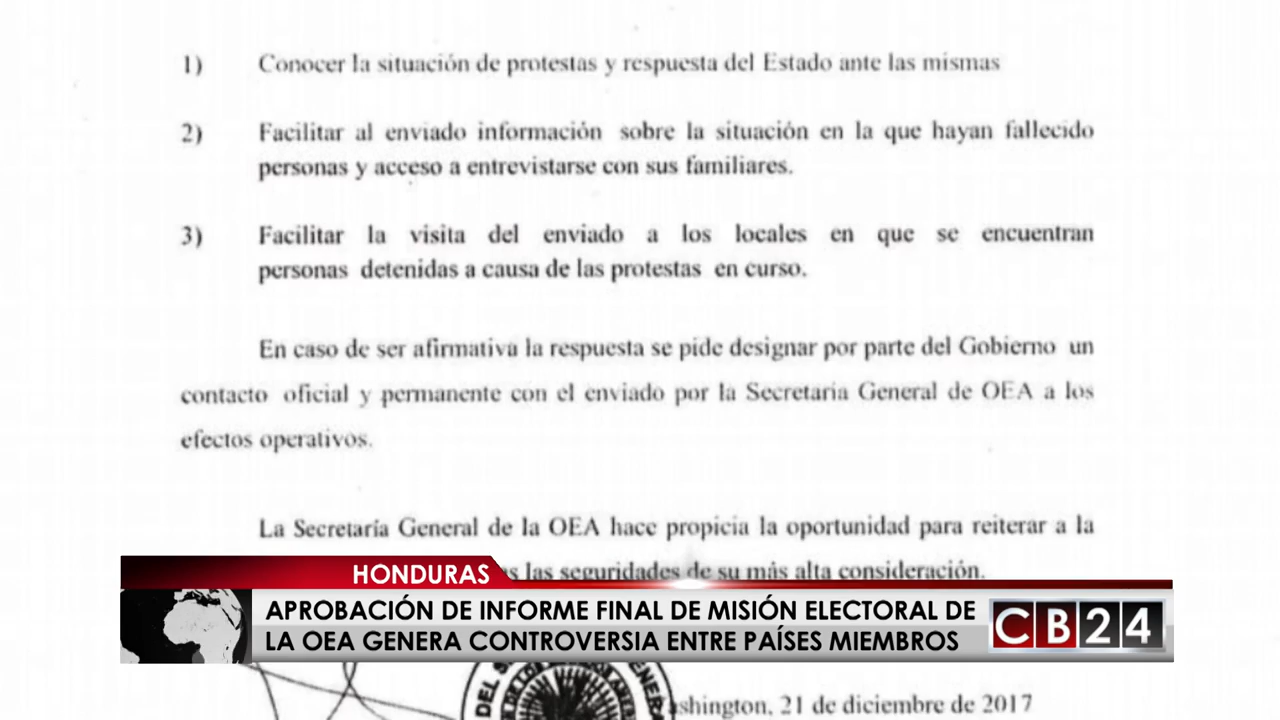 1) Conocer la situación de protestas y respuesta del Estado ante las mismas
2) Facilitar al enviado información sobre la situación en la que hayan fallecido
personas y acceso a entrevistarse con sus familiares.
3) Facilitar la visita del enviado a los locales en que se encuentran
personas detenidas a causa de las protestas en curso.
En caso de ser afirmativa la respuesta se pide designar por parte del Gobierno un
contacto oficial y permanente con el enviado por la Secretaria General de OEA a los
efectos operativos.
La Secretaría General de la OEA hace propicia la oportunidad para reiterar a la
las seguridades de su más alta consideración.
HONDURAS
APROBACIÓN DE INFORME FINAL DE MISIÓN ELECTORAL DE
LA OEA GENERA CONTROVERSIA ENTRE PAÍSES MIEMBROS
CB24
DEL
shington, 21 de diciembre de 2017